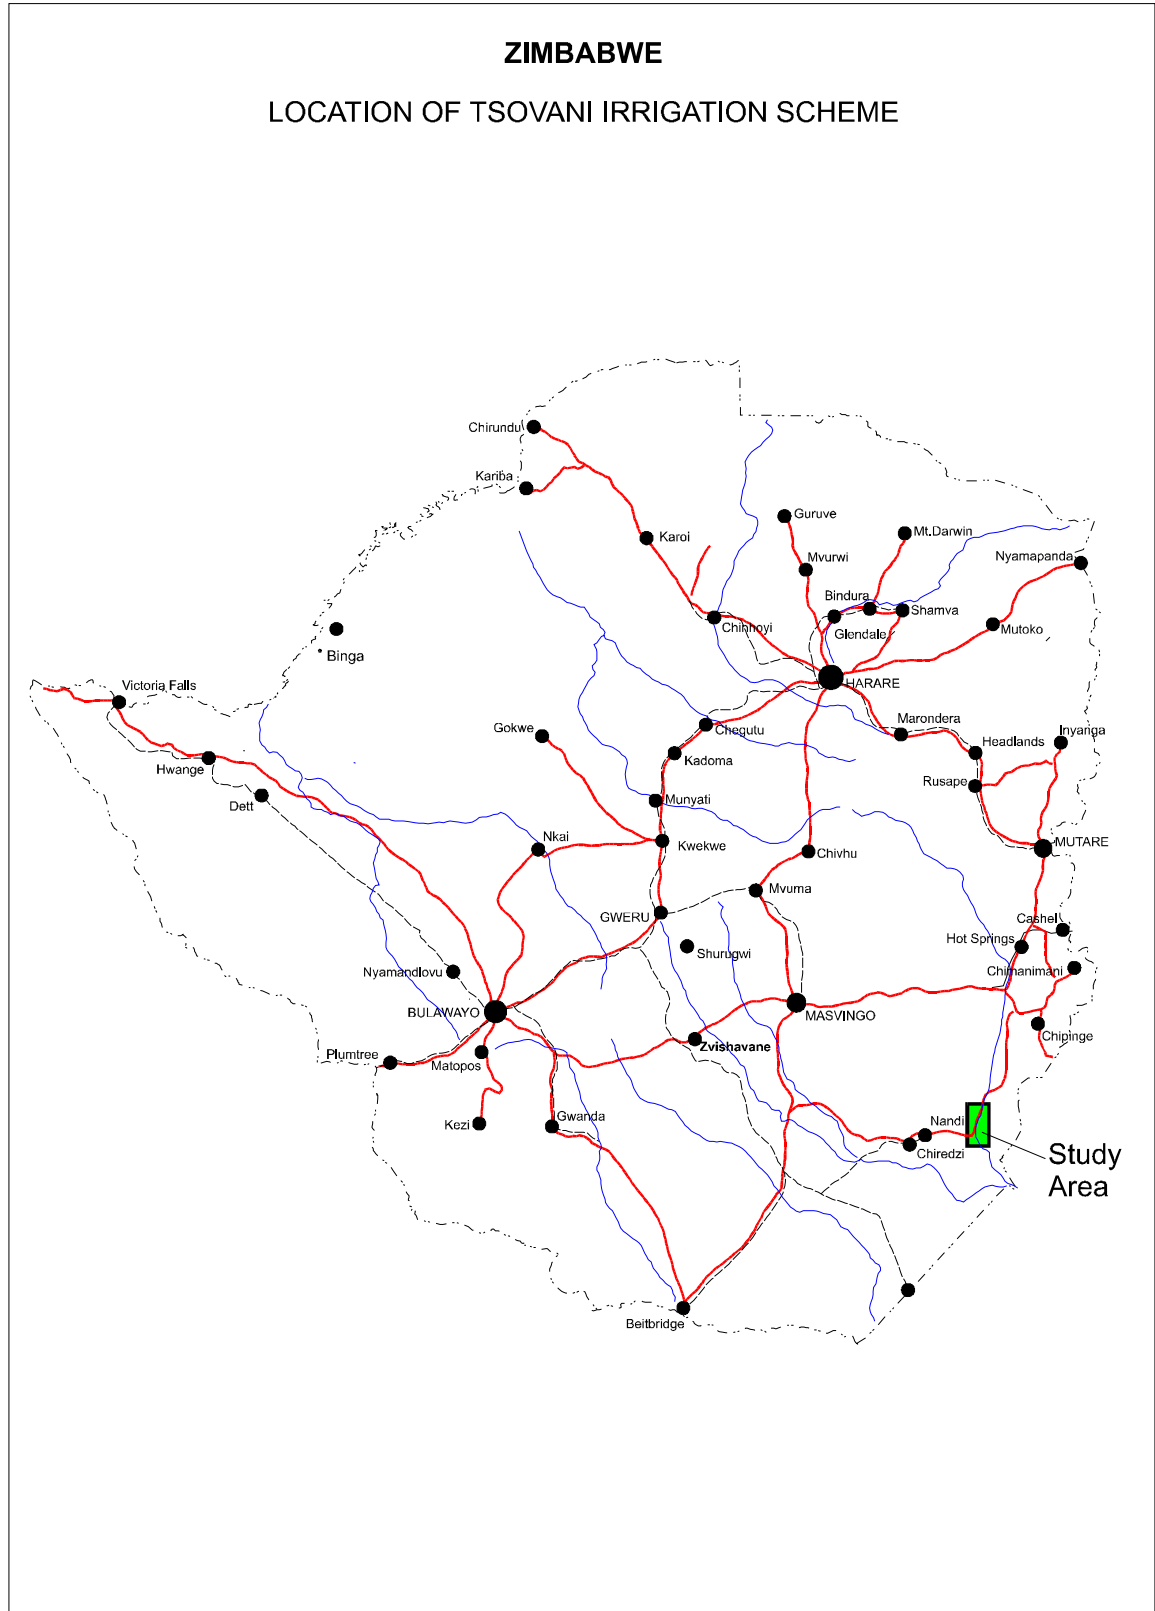 ZIMBABWE
LOCATION OF TSOVANI IRRIGATION SCHEME
Chirundu
Kariba
Guruve
Karoi
Mt.Darwin
Nyamapanda
Mvurwi
Bindura
Shamva
Chinhoyi
Glendale
Mutoko
Binga
HARARE
Victoria Falls
Marondera
Chegutu
Gokwe
Inyanga
Headlands
Kadoma
Hwange
Rusape
Dett
Munyati
Nkai
Kwekwe
Chivhu
MUTARE
Mvuma
GWERU
Cashel
Hot Springs
Shurugwi
Nyamandlovu
Chimanimani
BULAWAYO
MASVINGO
Chipinge
Zvishavane
Plumtree
Matopos
Kezi
Gwanda
Nandi
Chiredzi
Study
Area
Beitbridge